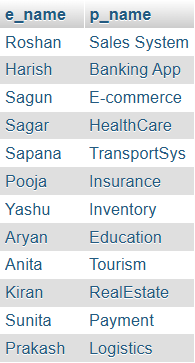 e_name p_name
Roshan Sales System
Harish Banking App
Sagun E-commerce
Sagar HealthCare
Sapana TransportSys
Pooja Insurance
Yashu Inventory
Aryan Education
Anita Tourism
Kiran RealEstate
Sunita Payment
Prakash Logistics